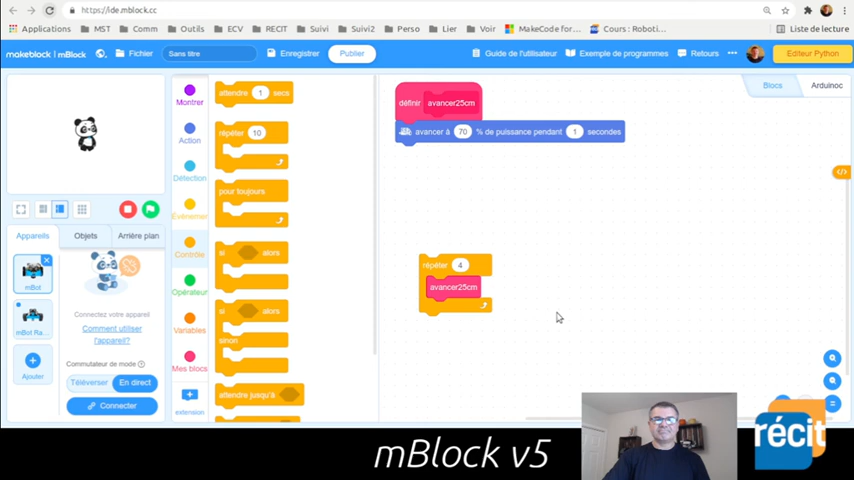 https://ide.mblock.cc
Applications MST Comm Outils ECV RECIT Suivi Suivi2 Perso Lier Voir MakeCode for... Cours : Roboti... Liste de lecture
makeblock | mBlock Fichier Sans titre Enregistrer Publier Guide de l'utilisateur Exemple de programmes Retours ••• Editeur Python
Blocs Arduinoc
Montrer
Action
Détection
Événemen
Contrôle
Opérateur
Variables
Mes blocs
extension
attendre 1 secs
répéter 10
pour toujours
si alors
si alors
sinon
attendre jusqu'à
définir avancer25cm
avancer à 70 % de puissance pendant 1 secondes
répéter 4
avancer25cm
Appareils Objets Arrière plan
mBot
mBot Ra...
Ajouter
Connectez votre appareil
Comment utiliser
l'appareil?
Commutateur de mode
Téléverser En direct
Connecter
mBlock v5
récit